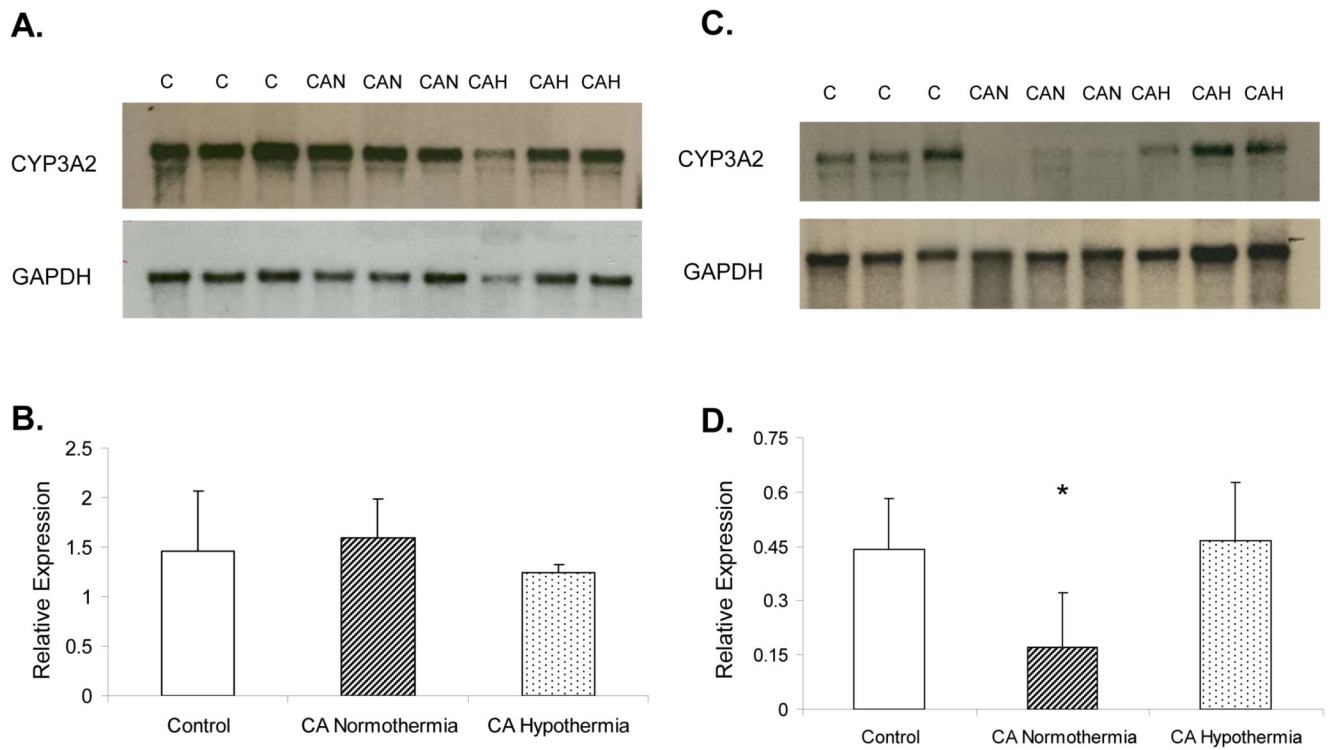 A.
C C C CAN CAN CAN CAH CAH CAH
CYP3A2
GAPDH
B.
2.5
2
1.5
1
0.5
0
Relative Expression
Control CA Normothermia CA Hypothermia
C.
C C C CAN CAN CAN CAH CAH CAH
CYP3A2
GAPDH
D.
0.75
0.6
0.45
0.3
0.15
0
Relative Expression
*
Control CA Normothermia CA Hypothermia